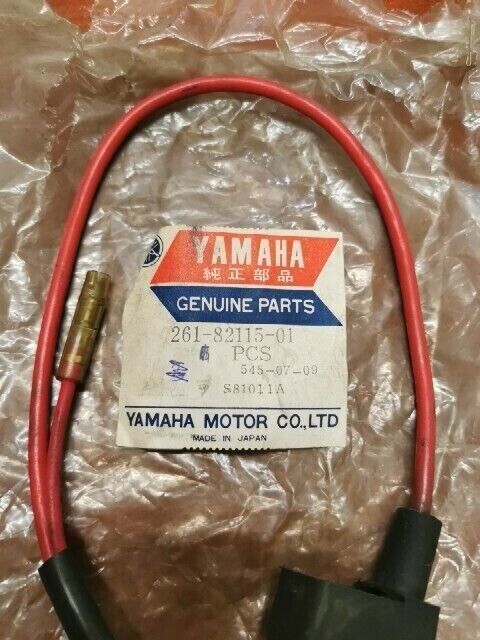 YAMAHA
純正部品
GENUINE PARTS
261-82115-01
PCS
545-07-09
S81011A
YAMAHA MOTOR CO.,LTD
MADE IN JAPAN